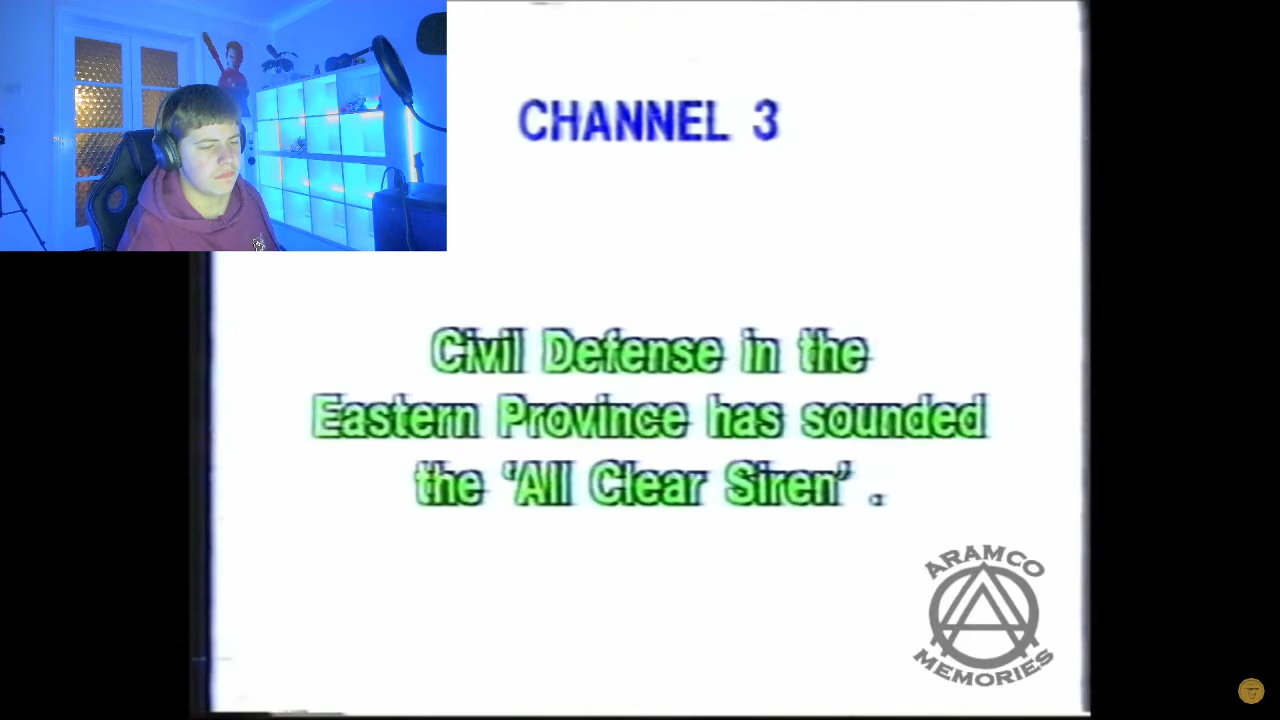 CHANNEL 3
Civil Defense in the
Eastern Province has sounded
the 'All Clear Siren' .
ARAMCO
MEMORIES